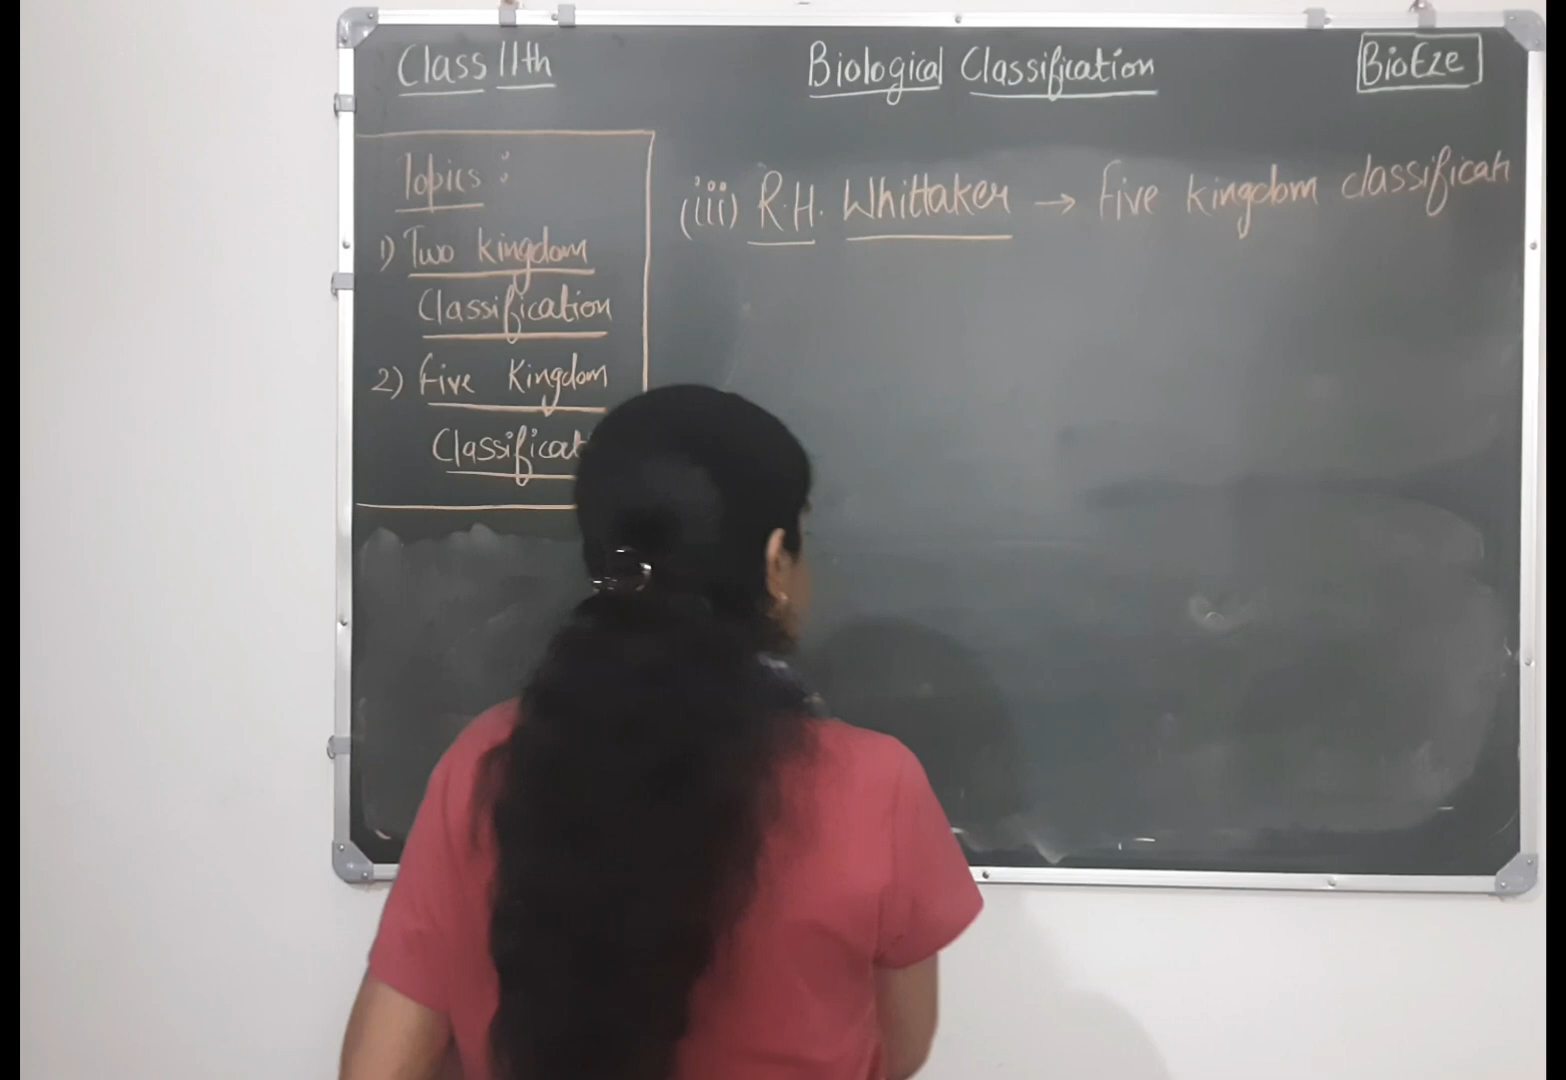 Class 11th
Biological Classification
BioEze
Topics :
1) Two kingdom
Classification
2) Five Kingdom
Classificat
(iii) R.H. Whittaker → Five kingdom classificati